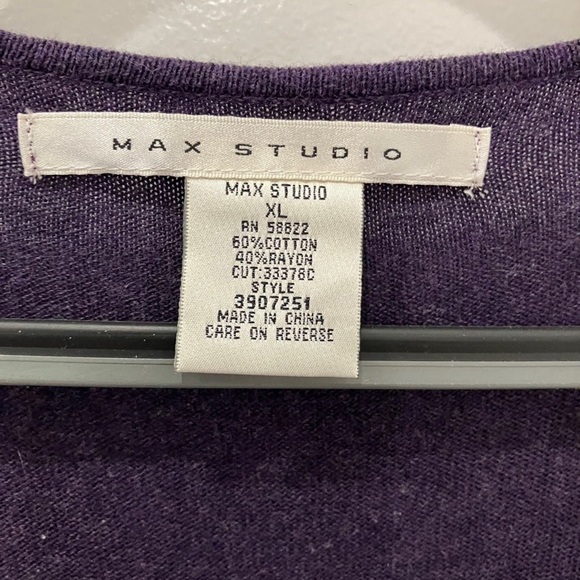 MAX STUDIO
MAX STUDIO
XL
RN 58822
60%COTTON
40%RAYON
CUT:33378C
STYLE
3907251
MADE IN CHINA
CARE ON REVERSE